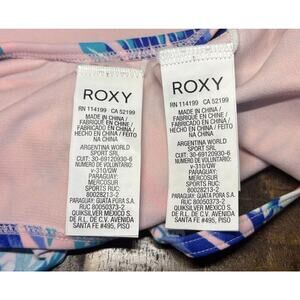 ROXY
RN 114199 CA 52199
MADE IN CHINA /
FABRIQUE EN CHINE /
FABRICADO EN CHINA /
HECHO EN CHINA / FEITO
NA CHINA
ARGENTINA WORLD
SPORT SRL
CUIT: 30-69120930-6
NUMERO DE VOLUNTARIO:
v-310/GW
PARAGUAY:
MERCOSUR
SPORTS RUC:
80028213-2
PARAGUAY: GUATA PORA S.A.
RUC 80050373-2
QUIKSILVER MEXICO S.
DE R.L. DE C.V. AVENIDA
SANTA FE #495, PISO
ROXY
RN 114199 CA 52199
MADE IN CHINA /
FABRIQUE EN CHINE /
FABRICADO EN CHINA /
HECHO EN CHINA / FEITO
NA CHINA
ARGENTINA WORLD
SPORT SRL
CUIT: 30-69120930-6
NUMERO DE VOLUNTARIO:
v-310/GW
PARAGUAY:
MERCOSUR
SPORTS RUC:
80028213-2
PARAGUAY: GUATA PORA S.A.
RUC 80050373-2
QUIKSILVER MEXICO S.
DE R.L. DE C.V. AVENIDA
SANTA FE #495, PISO